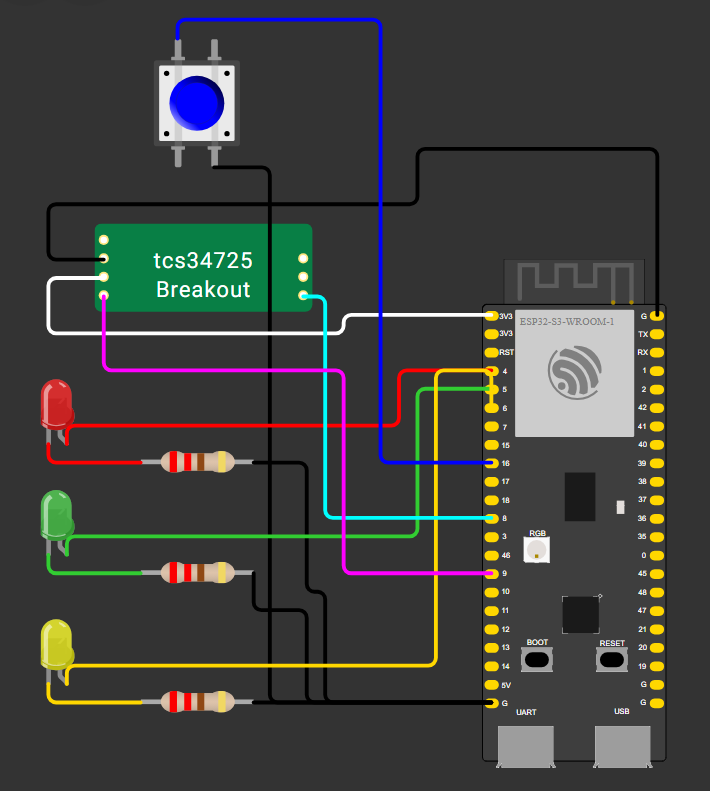 tcs34725
Breakout
ESP32-S3-WROOM-1
3V3
G
3V3
TX
RST
RX
4
1
5
2
6
42
7
41
15
40
16
39
17
38
18
37
8
36
3
35
RGB
46
0
9
45
10
48
11
47
12
21
BOOT
RESET
13
20
14
19
5V
G
G
G
UART
USB